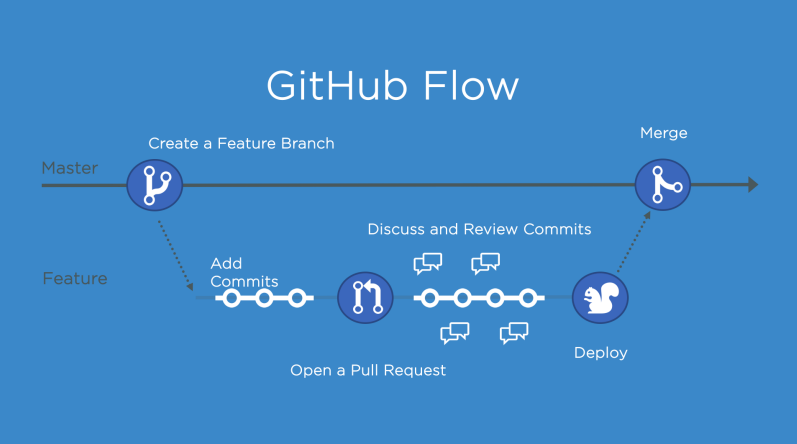 GitHub Flow
Create a Feature Branch
Merge
Master
Discuss and Review Commits
Add
Commits
Feature
Deploy
Open a Pull Request